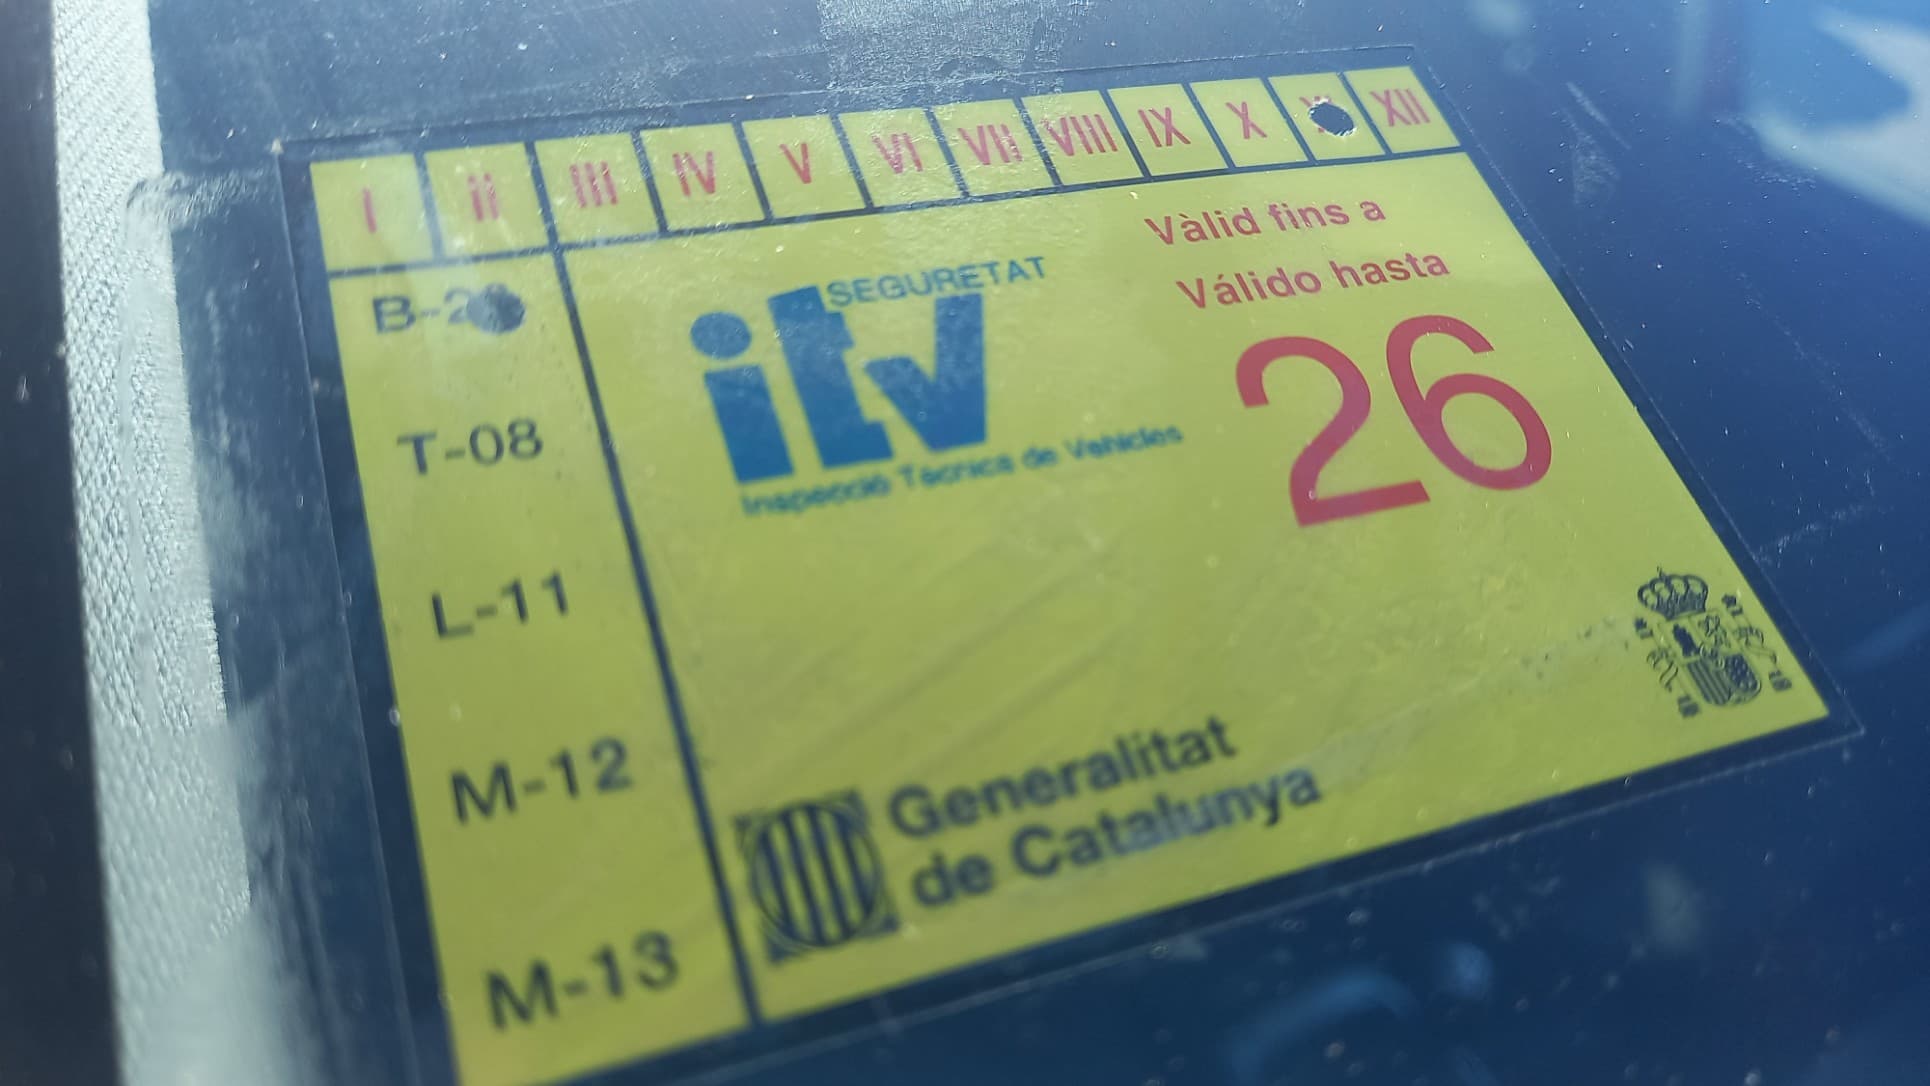 I II III IV V VI VII VIII IX X XII
Vàlid fins a
Válido hasta
26
SEGURETAT
itv
Inspecció Tècnica de Vehicles
T-08
L-11
M-12
M-13
Generalitat
de Catalunya